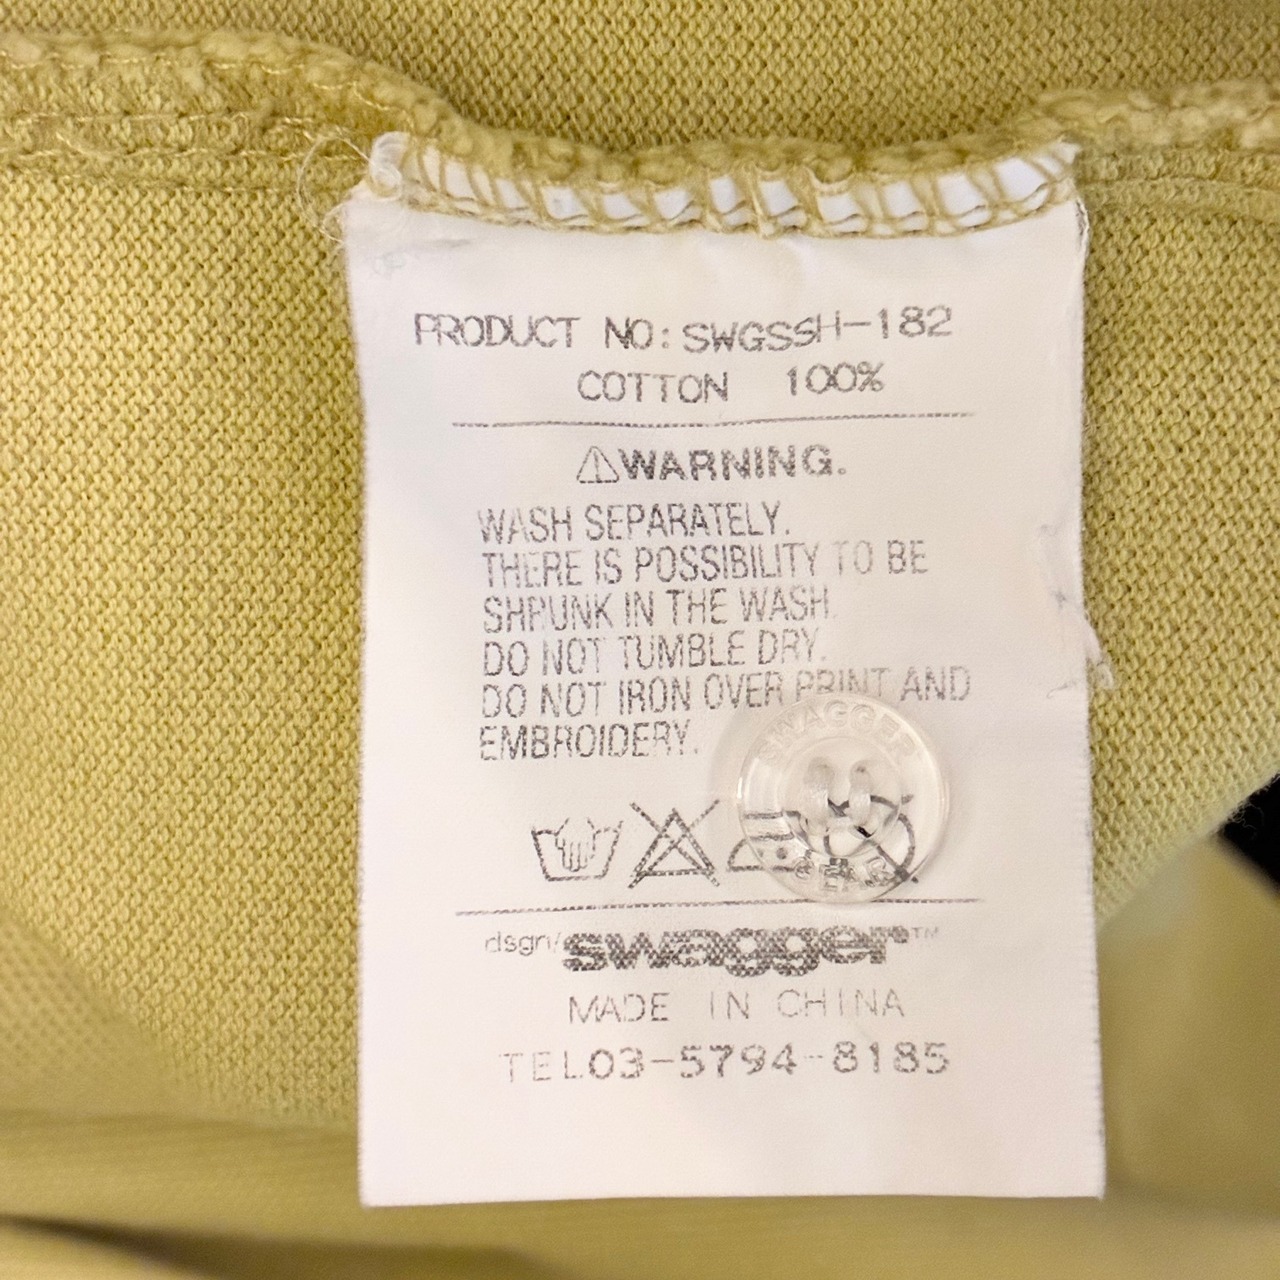 PRODUCT NO: SWGSSH-182
COTTON 100%
WARNING.
WASH SEPARATELY.
THERE IS POSSIBILITY TO BE
SHRUNK IN THE WASH.
DO NOT TUMBLE DRY.
DO NOT IRON OVER PRINT AND
EMBROIDERY.
SWAGGER
GEAR
dsgn/swagger™
MADE IN CHINA
TEL03-5794-8185